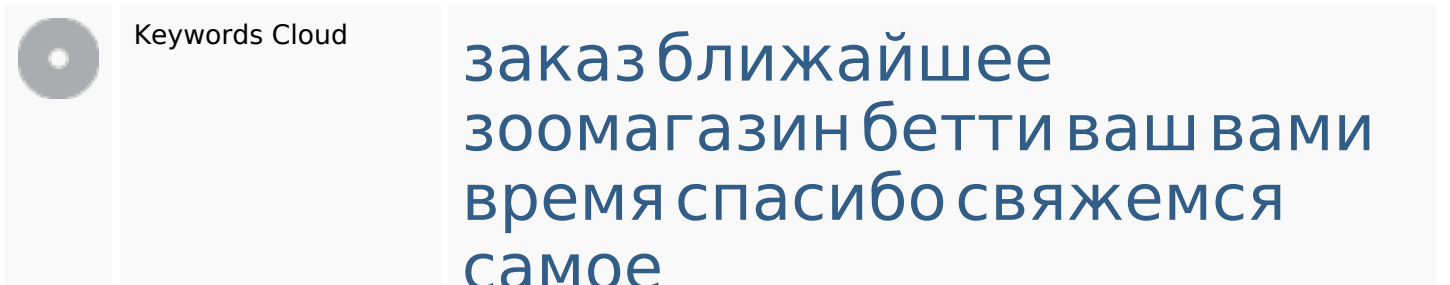 Keywords Cloud
заказ ближайшее
зоомагазин бетти ваш вами
время спасибо свяжемся
самое